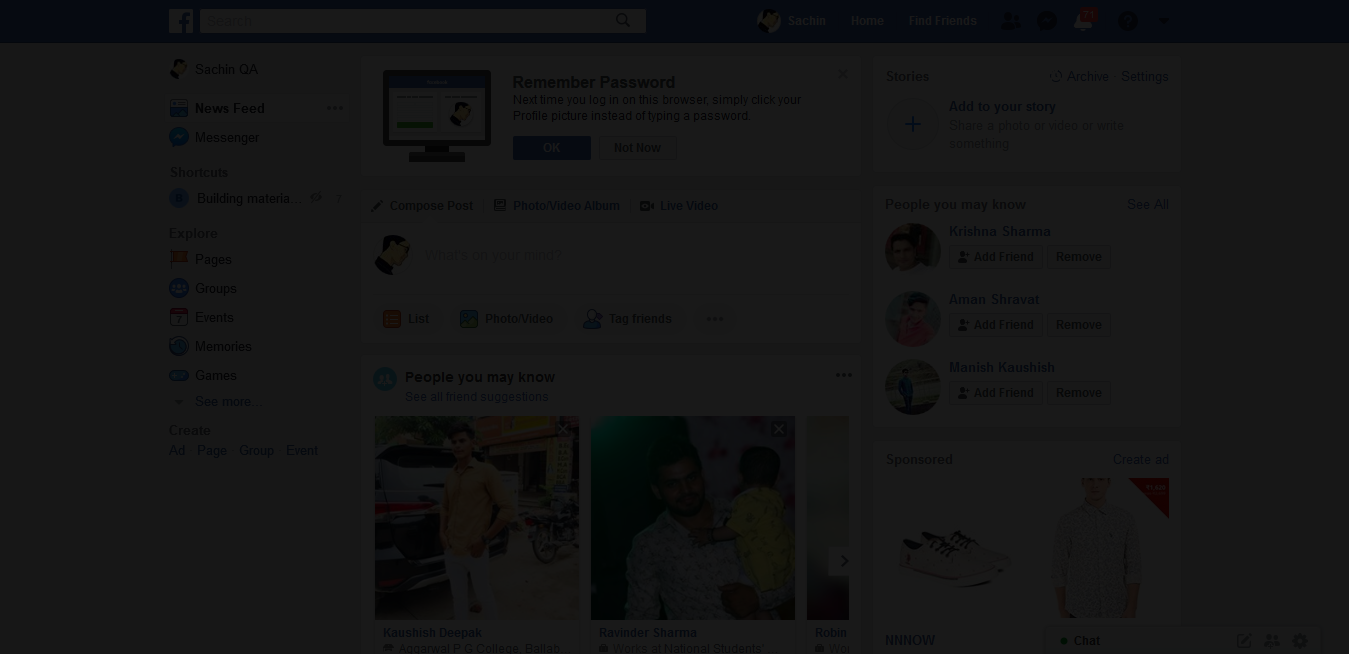 Search
Sachin
Home
Find Friends
21
Sachin QA
News Feed
Messenger
Shortcuts
Building materia...
7
Explore
Pages
Groups
Events
Memories
Games
See more...
Create
Ad Page Group Event
Remember Password
Next time you log in on this browser, simply click your
Profile picture instead of typing a password.
OK
Not Now
Compose Post
Photo/Video Album
Live Video
What's on your mind?
List
Photo/Video
Tag friends
People you may know
See all friend suggestions
Kaushish Deepak
Aggarwal P G College, Ballab
Ravinder Sharma
Works at National Students'
Robin
Wor
Stories
Archive
Settings
Add to your story
Share a photo or video or write
something
People you may know
See All
Krishna Sharma
Add Friend
Remove
Aman Shravat
Add Friend
Remove
Manish Kaushish
Add Friend
Remove
Sponsored
Create ad
NNNOW
Chat